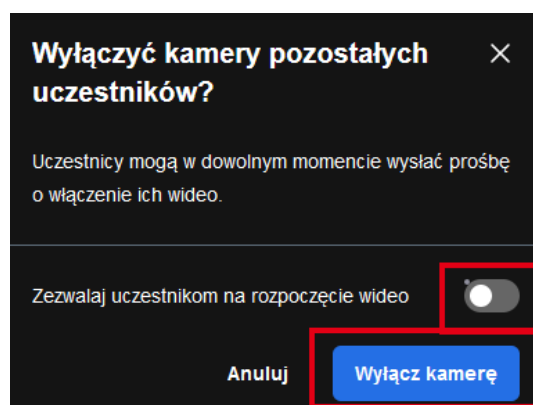 Wyłączyć kamery pozostałych
uczestników?
Uczestnicy mogą w dowolnym momencie wysłać prośbę
o włączenie ich wideo.
Zezwalaj uczestnikom na rozpoczęcie wideo
Anuluj
Wyłącz kamerę